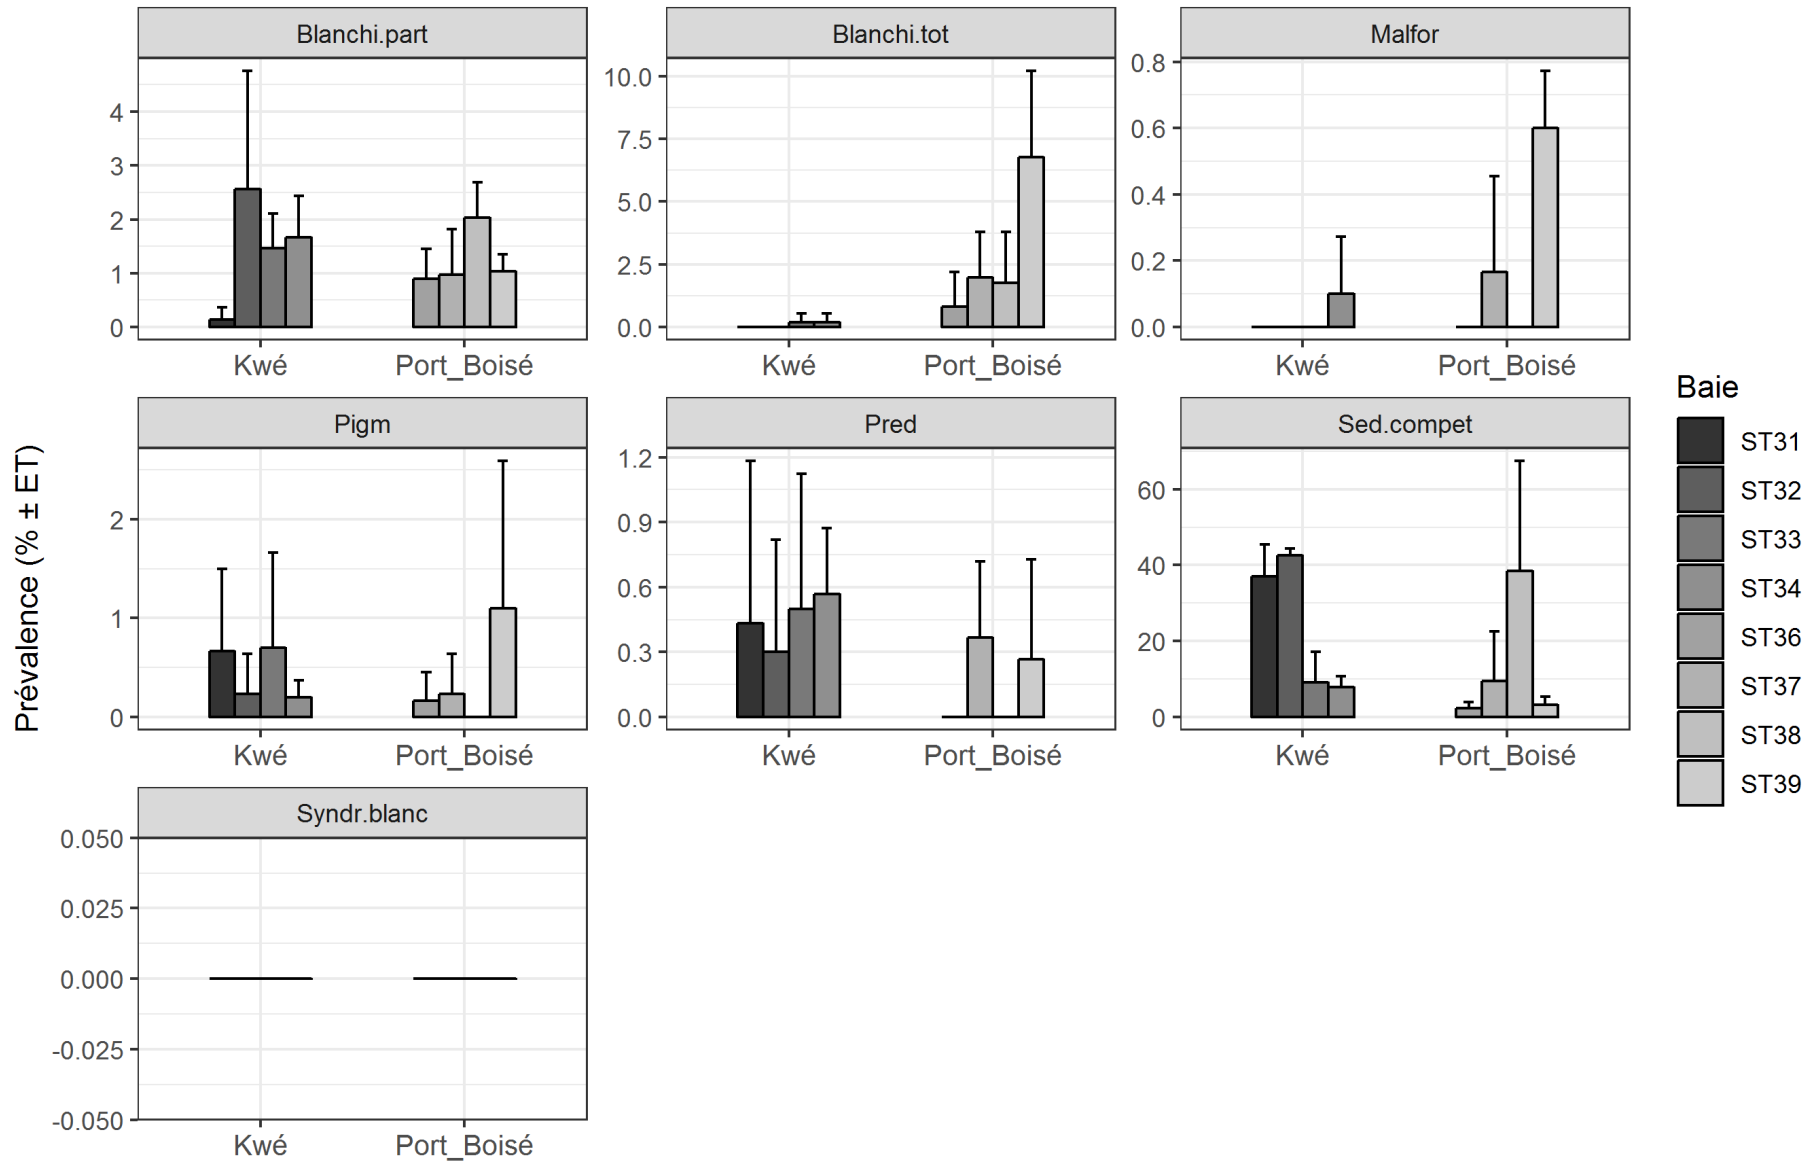 Blanchi.part
Blanchi.tot
Malfor
4
3
2
1
0
10.0
7.5
5.0
2.5
0.0
0.8
0.6
0.4
0.2
0.0
Kwé
Port_Boisé
Kwé
Port_Boisé
Kwé
Port_Boisé
Prévalence (% ± ET)
Pigm
Pred
Sed.compet
2
1
0
1.2
0.9
0.6
0.3
0.0
60
40
20
0
Kwé
Port_Boisé
Kwé
Port_Boisé
Kwé
Port_Boisé
Syndr.blanc
0.050
0.025
0.000
-0.025
-0.050
Kwé
Port_Boisé
Baie
ST31
ST32
ST33
ST34
ST36
ST37
ST38
ST39